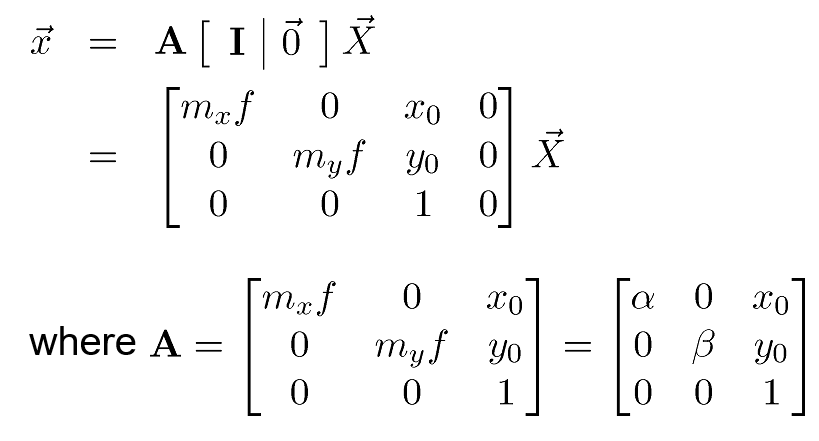 x⃗ = A [ I | 0⃗ ] X⃗
= [ m_x f 0 x_0 0
0 m_y f y_0 0
0 0 1 0 ] X⃗
where A = [ m_x f 0 x_0
0 m_y f y_0
0 0 1 ] = [ α 0 x_0
0 β y_0
0 0 1 ]